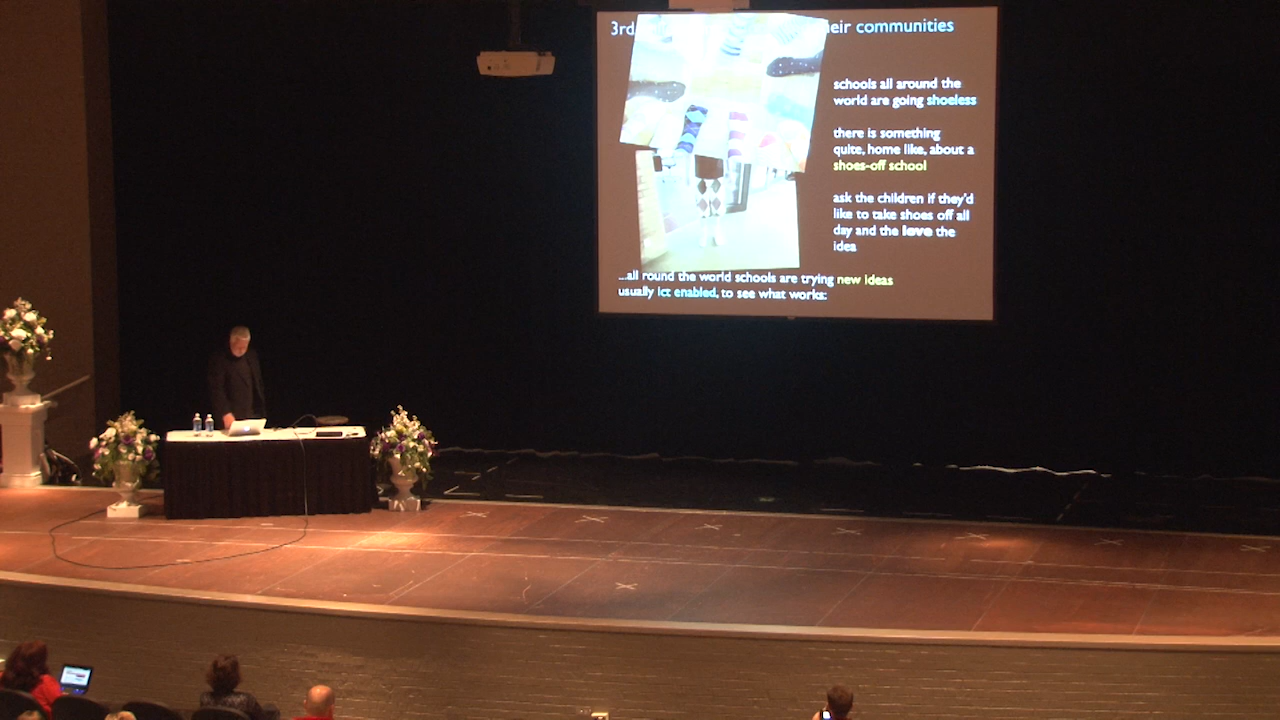 3rd eir communities
schools all around the
world are going shoeless
there is something
quite, home like, about a
shoes-off school
ask the children if they'd
like to take shoes off all
day and the love the
idea
...all round the world schools are trying new ideas
usually ict enabled, to see what works: